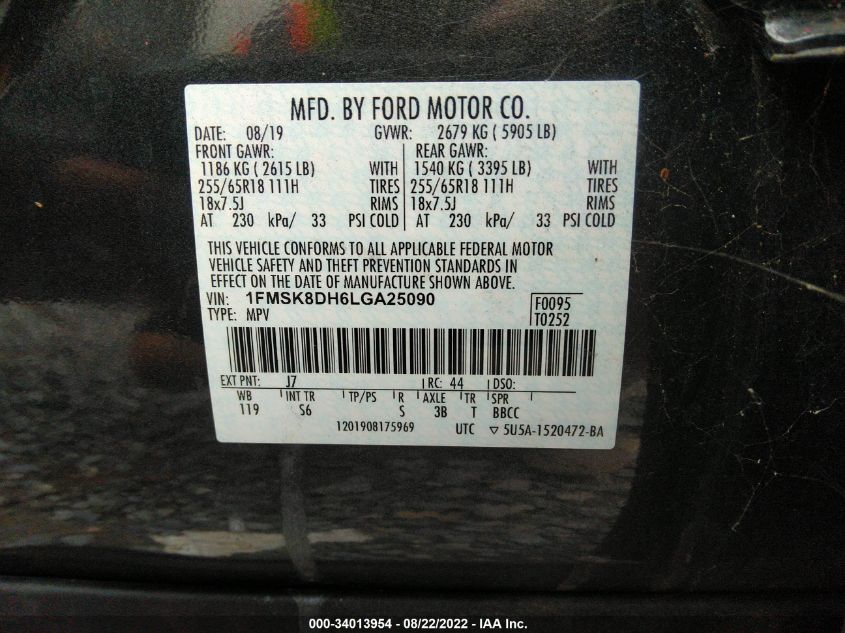 MFD. BY FORD MOTOR CO.
DATE: 08/19 GVWR: 2679 KG ( 5905 LB)
FRONT GAWR: REAR GAWR:
1186 KG ( 2615 LB) WITH 1540 KG ( 3395 LB) WITH
255/65R18 111H TIRES 255/65R18 111H TIRES
18x7.5J RIMS 18x7.5J RIMS
AT 230 kPa/ 33 PSI COLD AT 230 kPa/ 33 PSI COLD
THIS VEHICLE CONFORMS TO ALL APPLICABLE FEDERAL MOTOR
VEHICLE SAFETY AND THEFT PREVENTION STANDARDS IN
EFFECT ON THE DATE OF MANUFACTURE SHOWN ABOVE.
VIN: 1FMSK8DH6LGA25090 F0095
TYPE: MPV T0252
EXT PNT: J7 RC: 44 DSO:
WB INT TR TP/PS R AXLE TR SPR
119 S6 S 3B T BBCC
1201908175969 UTC ▽ 5U5A-1520472-BA
000-34013954 - 08/22/2022 - IAA Inc.